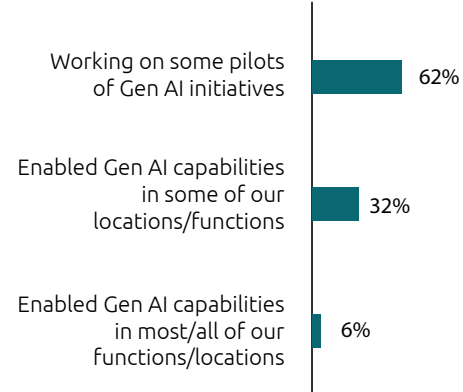 Working on some pilots
of Gen AI initiatives
62%
Enabled Gen AI capabilities
in some of our
locations/functions
32%
Enabled Gen AI capabilities
in most/all of our
functions/locations
6%